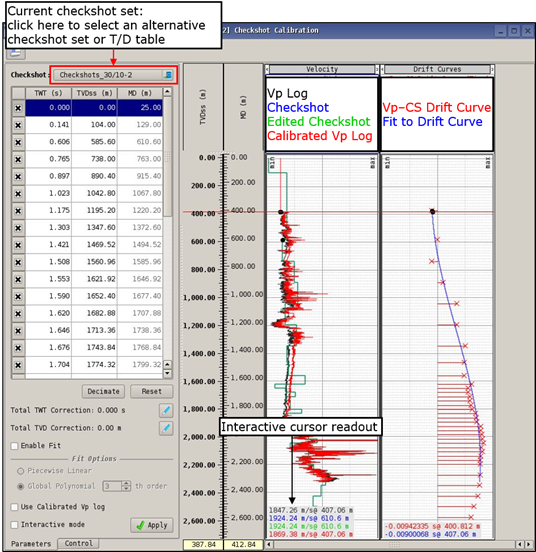 Current checkshot set:
click here to select an alternative
checkshot set or T/D table
2] Checkshot Calibration
Checkshot: Checkshots_30/10-2
TWT (s) TVDss (m) MD (m)
0.000 0.00 25.00
0.141 104.00 129.00
0.606 585.60 610.60
0.765 738.00 763.00
0.897 890.40 915.40
1.023 1042.80 1067.80
1.175 1195.20 1220.20
1.303 1347.60 1372.60
1.421 1469.52 1494.52
1.508 1560.96 1585.96
1.553 1621.92 1646.92
1.590 1652.40 1677.40
1.620 1682.88 1707.88
1.646 1713.36 1738.36
1.676 1743.84 1768.84
1.704 1774.32 1799.32
Decimate Reset
Total TWT Correction: 0.000 s
Total TVD Correction: 0.00 m
Enable Fit
Fit Options
Piecewise Linear
Global Polynomial 3 th order
Use Calibrated Vp log
Interactive mode Apply
Parameters Control
TVDss (m) MD (m)
0.00 0.00
200.00 200.00
400.00 400.00
600.00 600.00
800.00 800.00
1,000.00 1,000.00
1,200.00 1,200.00
1,400.00 1,400.00
1,600.00 1,600.00
1,800.00 1,800.00
2,000.00 2,000.00
2,200.00 2,200.00
2,400.00 2,400.00
2,600.00 2,600.00
387.84 412.84
Velocity
Vp Log
Checkshot
Edited Checkshot
Calibrated Vp Log
min max
Interactive cursor readout
1847.26 m/s@ 407.06 m
1924.24 m/s@ 610.6 m
1924.24 m/s@ 610.6 m
1869.38 m/s@ 407.06 m
Drift Curves
Vp-CS Drift Curve
Fit to Drift Curve
min max
-0.00942335 s@ 400.812 m
-0.00900068 s@ 407.06 m